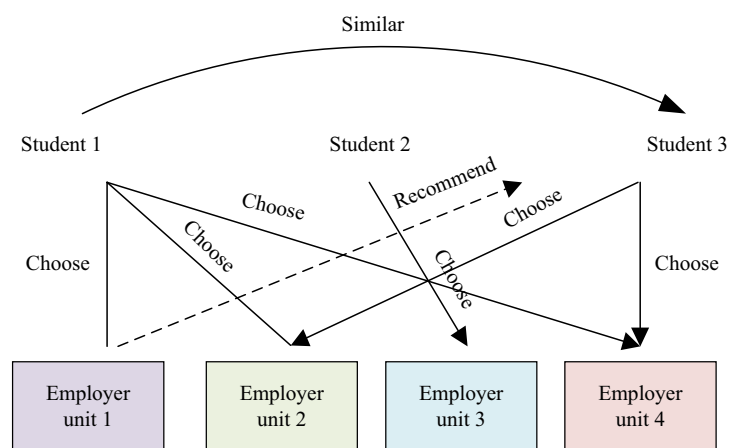 Similar
Student 1
Student 2
Student 3
Recommend
Choose
Choose
Choose
Choose
Choose
Choose
Employer
unit 1
Employer
unit 2
Employer
unit 3
Employer
unit 4